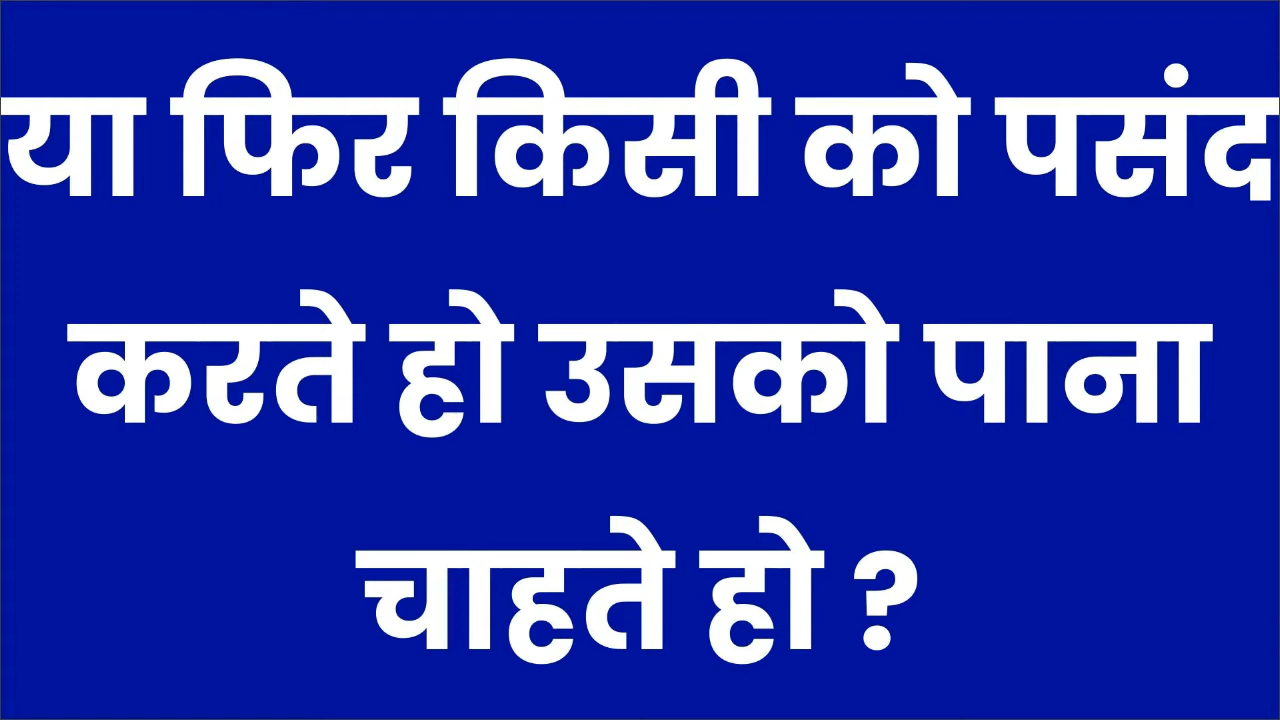 या फिर किसी को पसंद
करते हो उसको पाना
चाहते हो ?